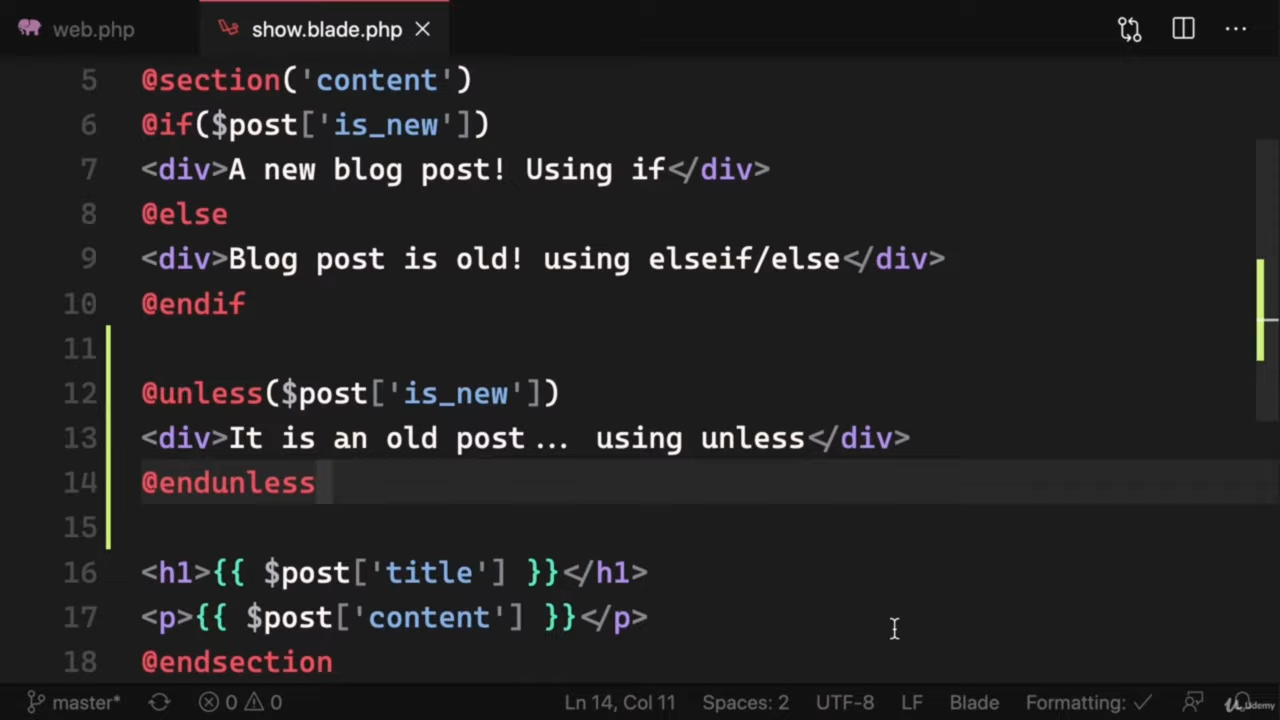 web.php show.blade.php
5 @section('content')
6 @if($post['is_new'])
7 <div>A new blog post! Using if</div>
8 @else
9 <div>Blog post is old! using elseif/else</div>
10 @endif
11
12 @unless($post['is_new'])
13 <div>It is an old post... using unless</div>
14 @endunless
15
16 <h1>{{ $post['title'] }}</h1>
17 <p>{{ $post['content'] }}</p>
18 @endsection
master* 0 0 Ln 14, Col 11 Spaces: 2 UTF-8 LF Blade Formatting: ✓ Udemy